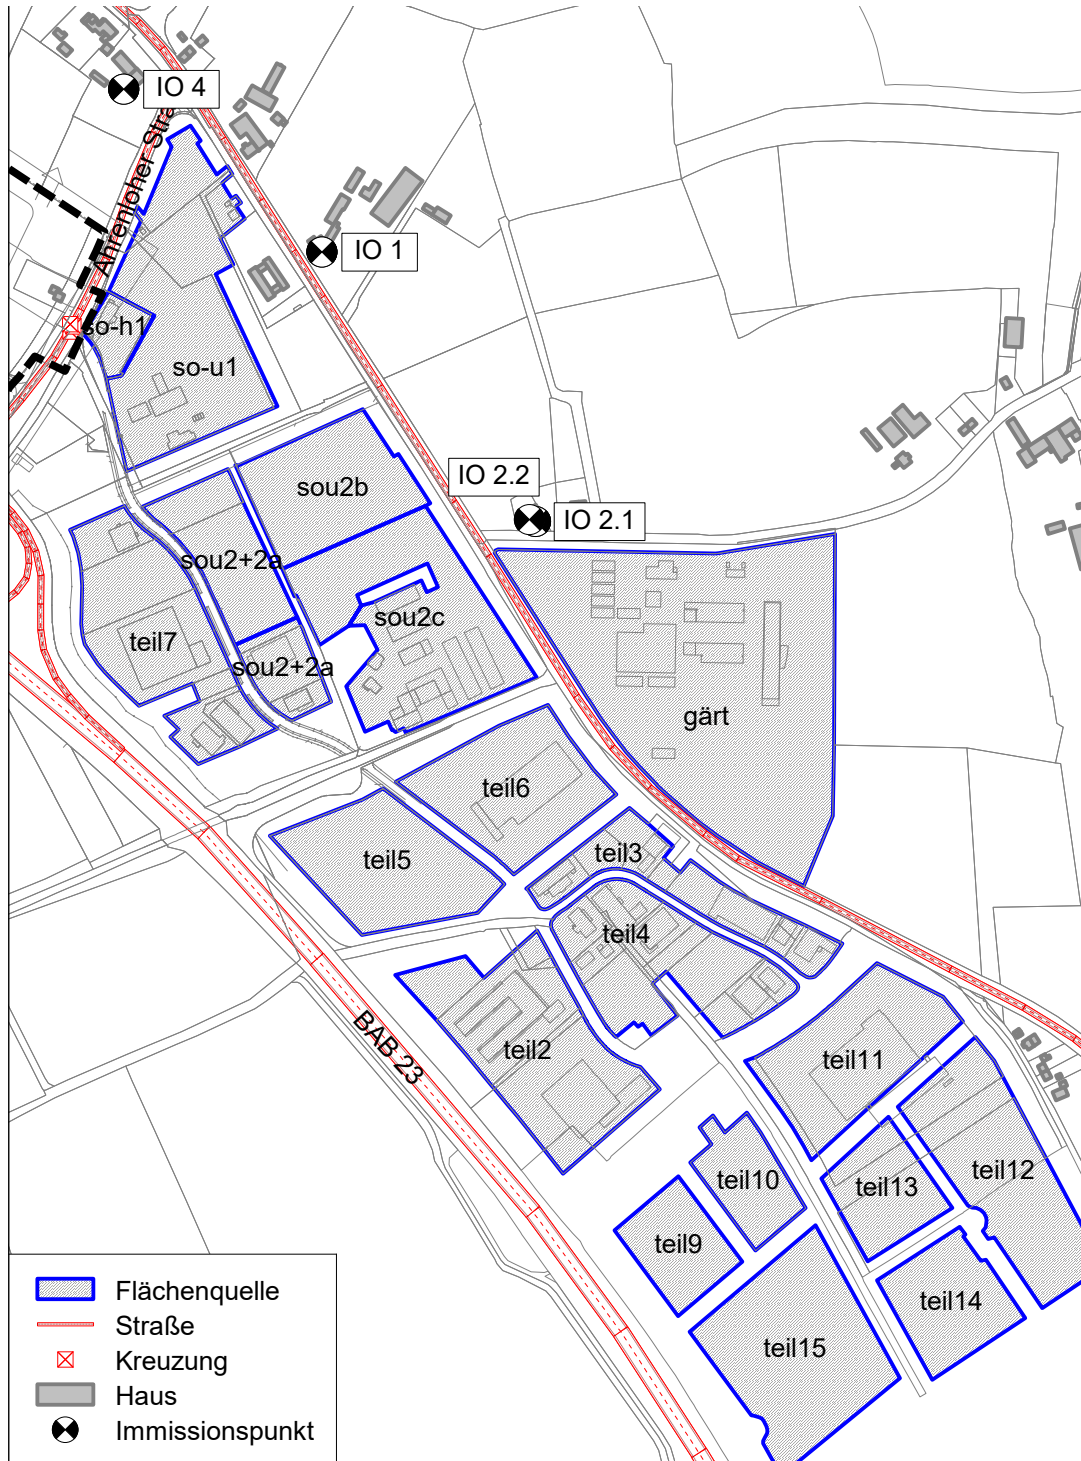 IO 4
Ahrenloher Stra
IO 1
so-h1
so-u1
IO 2.2
sou2b
IO 2.1
sou2+2a
sou2c
teil7
sou2+2a
gärt
teil6
teil5
teil3
teil4
BAB 23
teil2
teil11
teil12
teil10
teil13
teil9
teil14
teil15
Flächenquelle
Straße
Kreuzung
Haus
Immissionspunkt